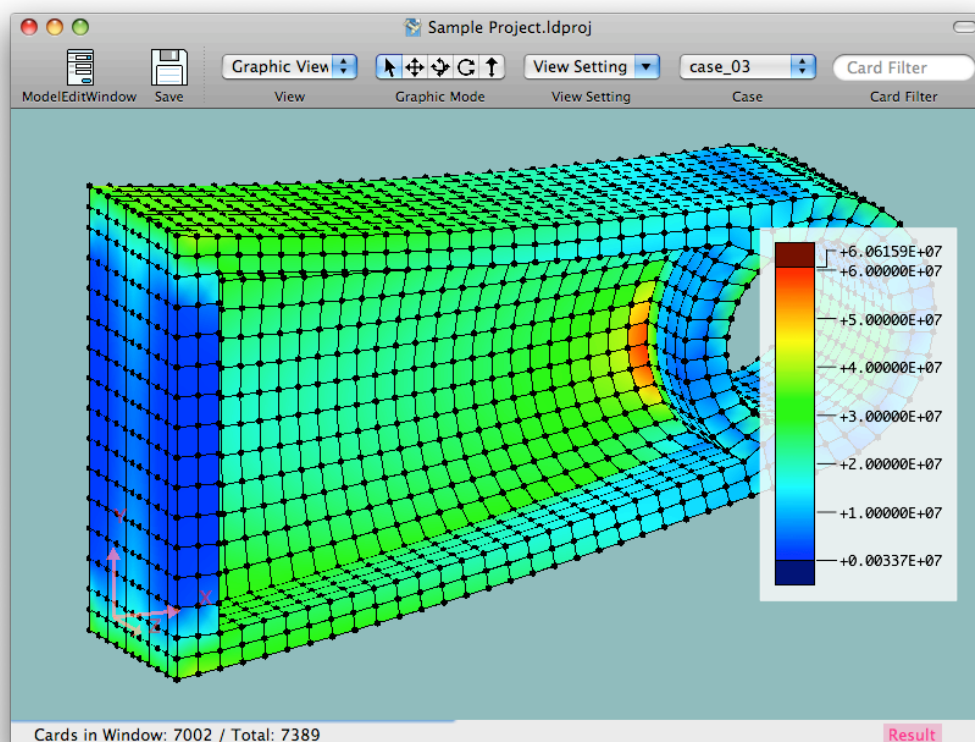 Sample Project.ldproj
Graphic View
View Setting
case_03
Card Filter
ModelEditWindow
Save
View
Graphic Mode
View Setting
Case
Card Filter
+6.06159E+07
+6.00000E+07
+5.00000E+07
+4.00000E+07
+3.00000E+07
+2.00000E+07
+1.00000E+07
+0.00337E+07
Y
X
Z
Cards in Window: 7002 / Total: 7389
Result